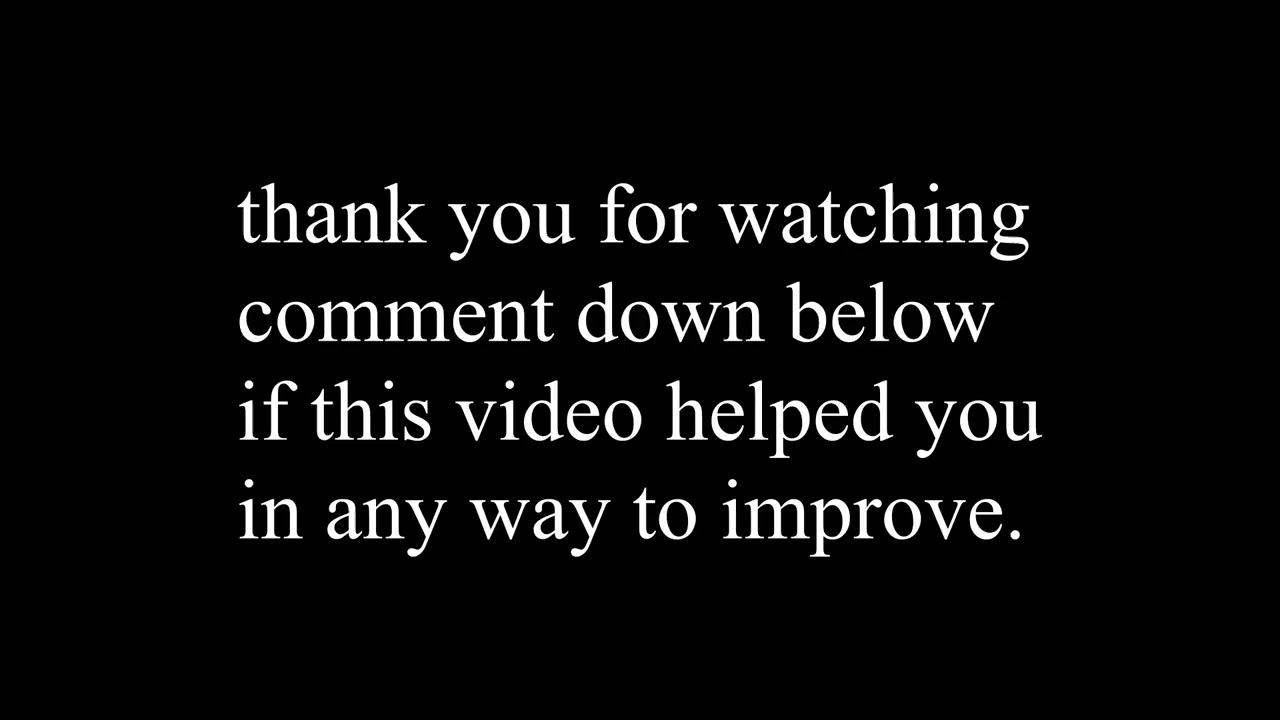 thank you for watching
comment down below
if this video helped you
in any way to improve.